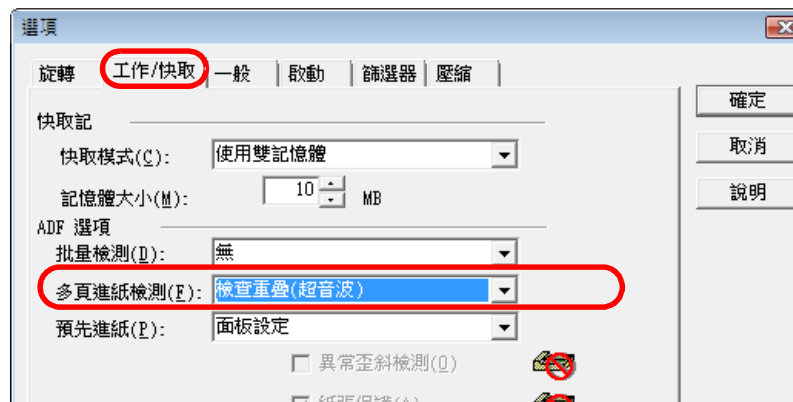 選項
旋轉 工作/快取 一般 啟動 篩選器 壓縮
確定
快取記
取消
快取模式(C): 使用雙記憶體
說明
記憶體大小(M): 10 MB
ADF 選項
批量檢測(D): 無
多頁進紙檢測(F): 檢查重疊(超音波)
預先進紙(P): 面板設定
異常歪斜檢測(O)